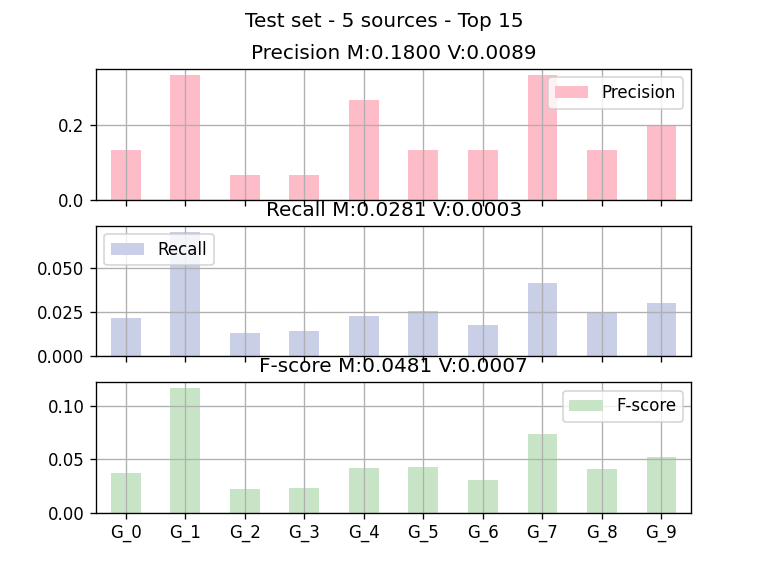 Test set - 5 sources - Top 15
Precision M:0.1800 V:0.0089
0.2
0.0
Precision
Recall M:0.0281 V:0.0003
0.050
0.025
0.000
Recall
F-score M:0.0481 V:0.0007
0.10
0.05
0.00
F-score
G_0 G_1 G_2 G_3 G_4 G_5 G_6 G_7 G_8 G_9